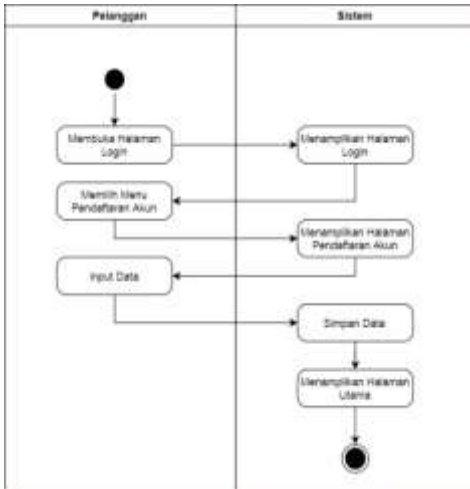 Pelanggan
Sistem
Membuka Halaman
Login
Menampilkan Halaman
Login
Memilih Menu
Pendaftaran Akun
Menampilkan Halaman
Pendaftaran Akun
Input Data
Simpan Data
Menampilkan Halaman
Utama